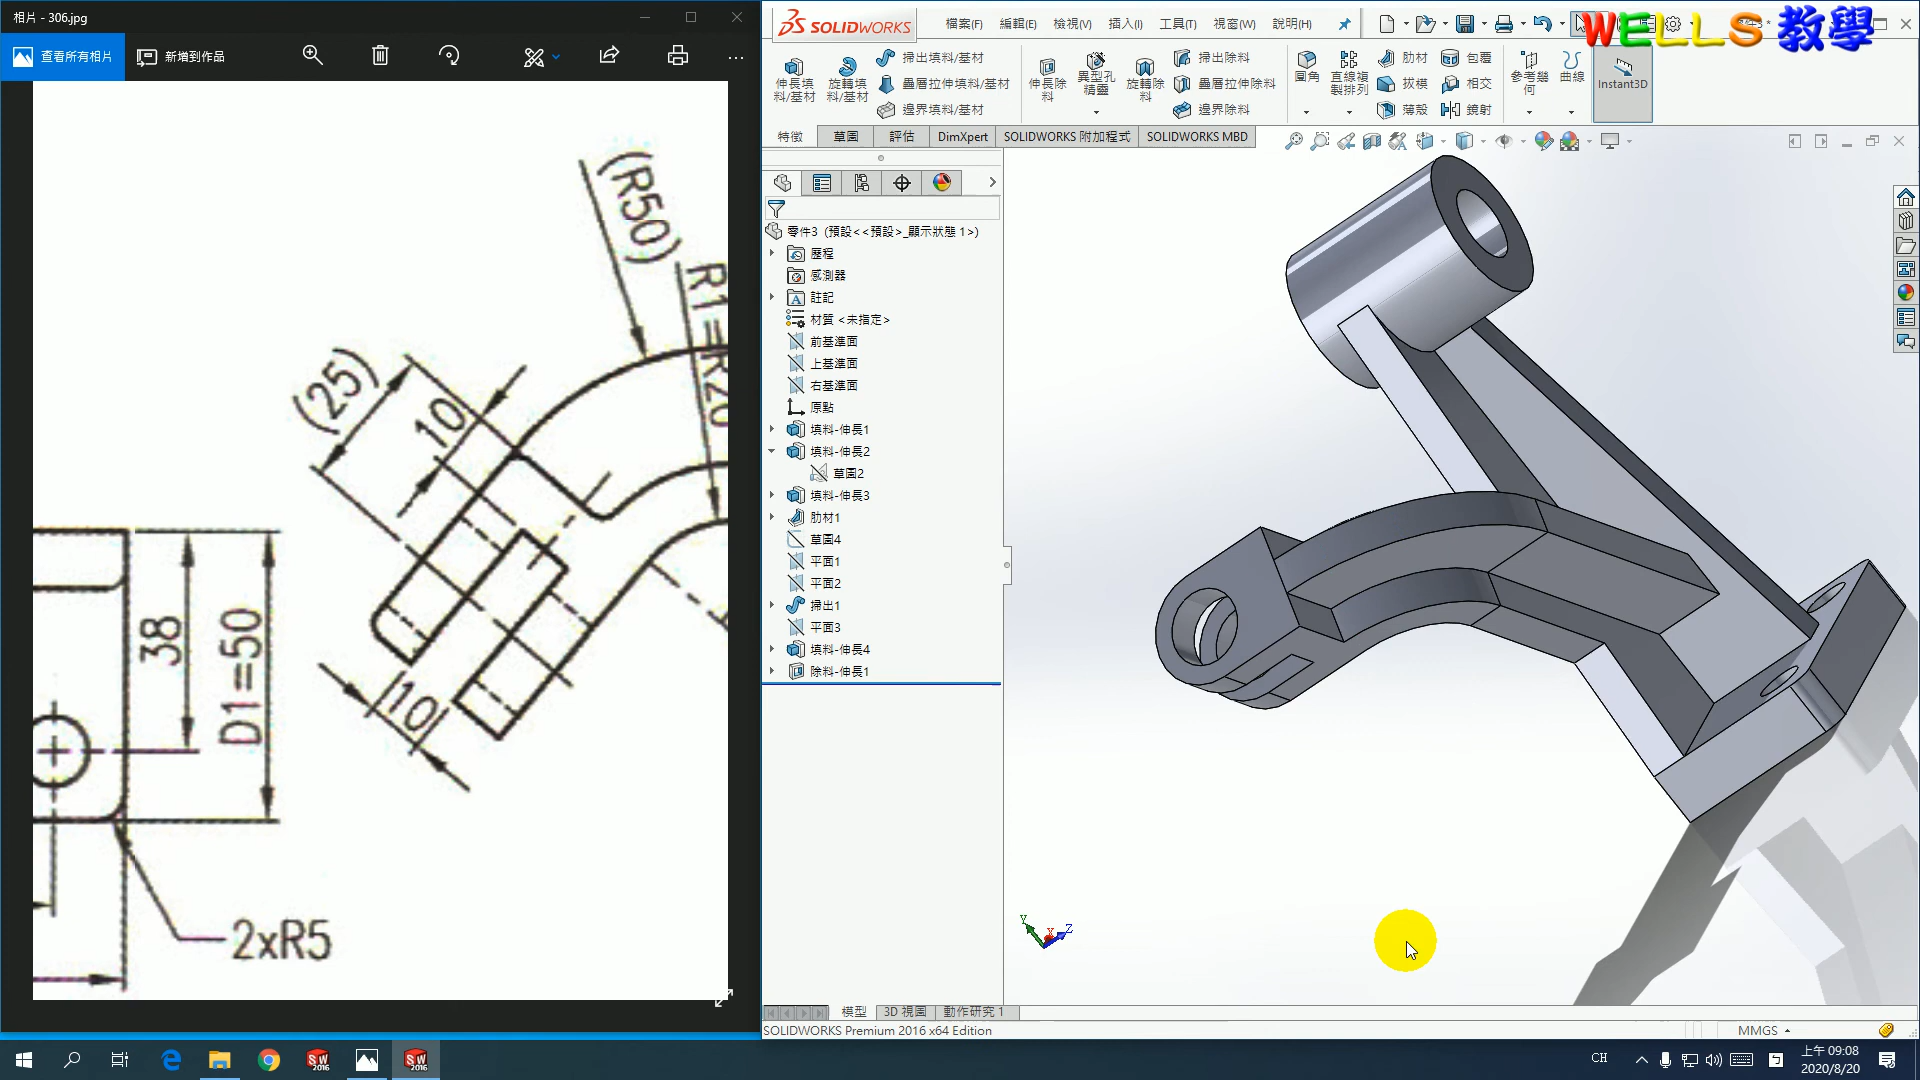 相片 - 306.jpg
查看所有相片
新增到作品
(R50)
R1=R20
(25)
10
10
38
D1=50
2xR5
SOLIDWORKS
檔案(F)
編輯(E)
檢視(V)
插入(I)
工具(T)
視窗(W)
說明(H)
WELLS 教學
伸長填料/基材
旋轉填料/基材
掃出填料/基材
疊層拉伸填料/基材
邊界填料/基材
伸長除料
異型孔精靈
旋轉除料
掃出除料
疊層拉伸除料
邊界除料
圓角
直線複製排列
肋材
拔模
薄殼
包覆
相交
鏡射
參考幾何
曲線
Instant3D
特徵
草圖
評估
DimXpert
SOLIDWORKS 附加程式
SOLIDWORKS MBD
零件3 (預設<<預設>_顯示狀態 1>)
歷程
感測器
註記
材質 <未指定>
前基準面
上基準面
右基準面
原點
填料-伸長1
填料-伸長2
草圖2
填料-伸長3
肋材1
草圖4
平面1
平面2
掃出1
平面3
填料-伸長4
除料-伸長1
Y
X
Z
模型
3D 視圖
動作研究 1
SOLIDWORKS Premium 2016 x64 Edition
MMGS
CH
上午 09:08
2020/8/20